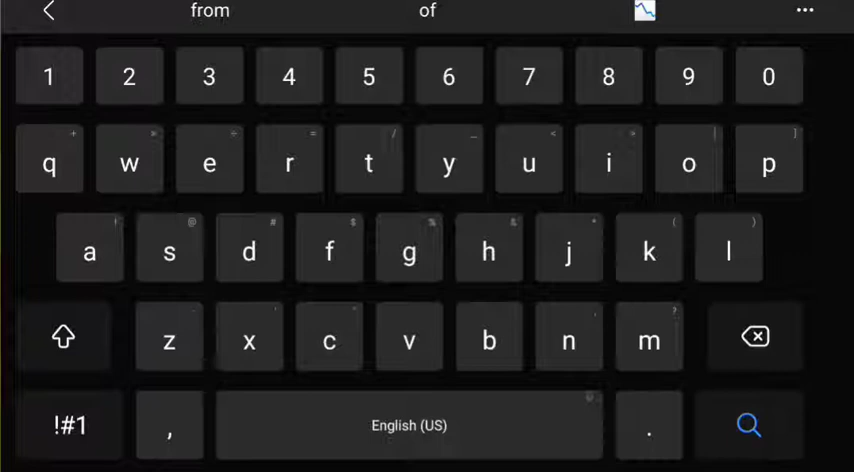 from of ...
1 2 3 4 5 6 7 8 9 0
q w e r t y u i o p
a s d f g h j k l
z x c v b n m
!#1 , English (US) .